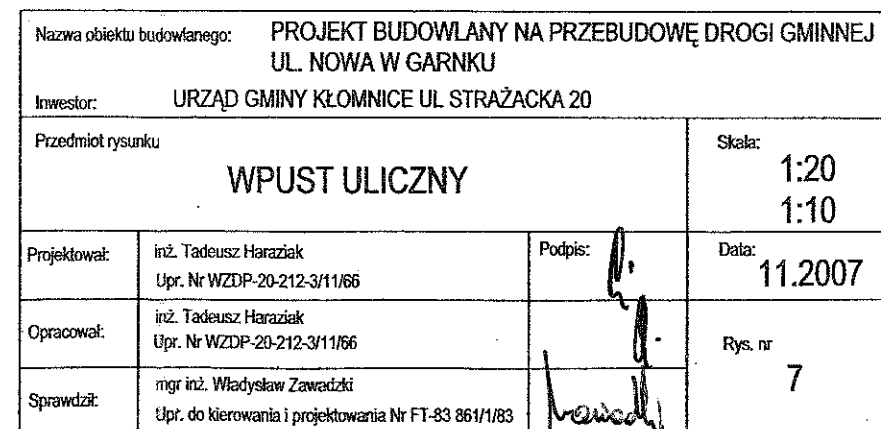 Nazwa obiektu budowlanego: PROJEKT BUDOWLANY NA PRZEBUDOWĘ DROGI GMINNEJ
UL. NOWA W GARNKU
Inwestor: URZĄD GMINY KŁOMNICE UL STRAŻACKA 20
Przedmiot rysunku
WPUST ULICZNY
Skala:
1:20
1:10
Projektował: inż. Tadeusz Haraziak
Upr. Nr WZDP-20-212-3/11/66
Podpis:
Data:
11.2007
Opracował: inż. Tadeusz Haraziak
Upr. Nr WZDP-20-212-3/11/66
Rys. nr
7
Sprawdził: mgr inż. Władysław Zawadzki
Upr. do kierowania i projektowania Nr FT-83 861/1/83